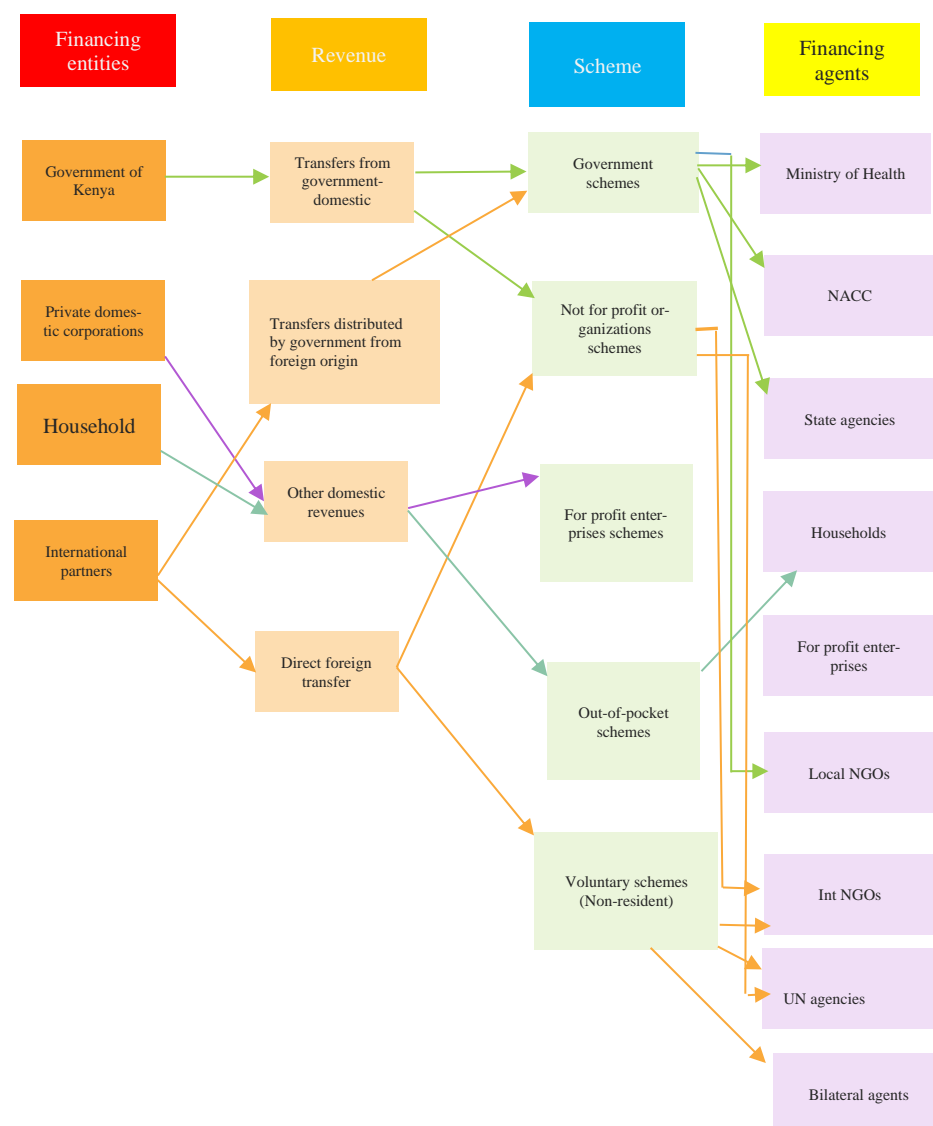 Financing
entities
Revenue
Scheme
Financing
agents
Government of
Kenya
Transfers from
government-
domestic
Government
schemes
Ministry of Health
Private domes-
tic corporations
Transfers distributed
by government from
foreign origin
Not for profit or-
ganizations
schemes
NACC
Household
State agencies
Other domestic
revenues
For profit enter-
prises schemes
Households
International
partners
Direct foreign
transfer
Out-of-pocket
schemes
For profit enter-
prises
Local NGOs
Voluntary schemes
(Non-resident)
Int NGOs
UN agencies
Bilateral agents